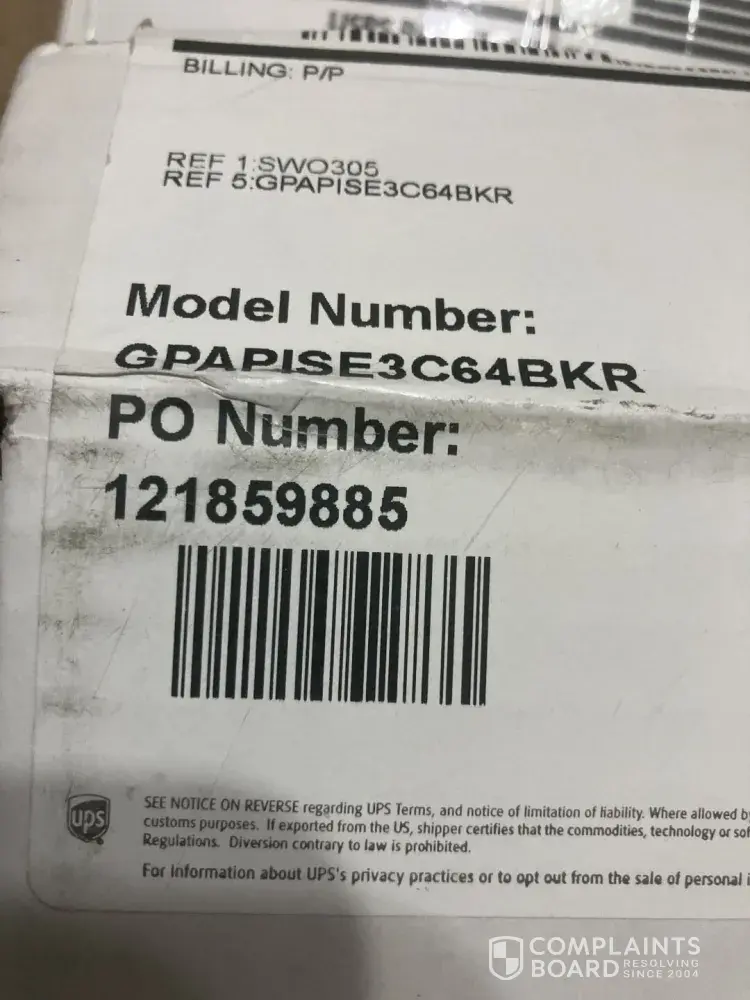 BILLING: P/P
REF 1:SWO305
REF 5:GPAPISE3C64BKR
Model Number:
GPAPISE3C64BKR
PO Number:
121859885
ups
SEE NOTICE ON REVERSE regarding UPS Terms, and notice of limitation of liability. Where allowed by
customs purposes. If exported from the US, shipper certifies that the commodities, technology or sof
Regulations. Diversion contrary to law is prohibited.
For information about UPS's privacy practices or to opt out from the sale of personal i
COMPLAINTS
BOARD RESOLVING
SINCE 2004